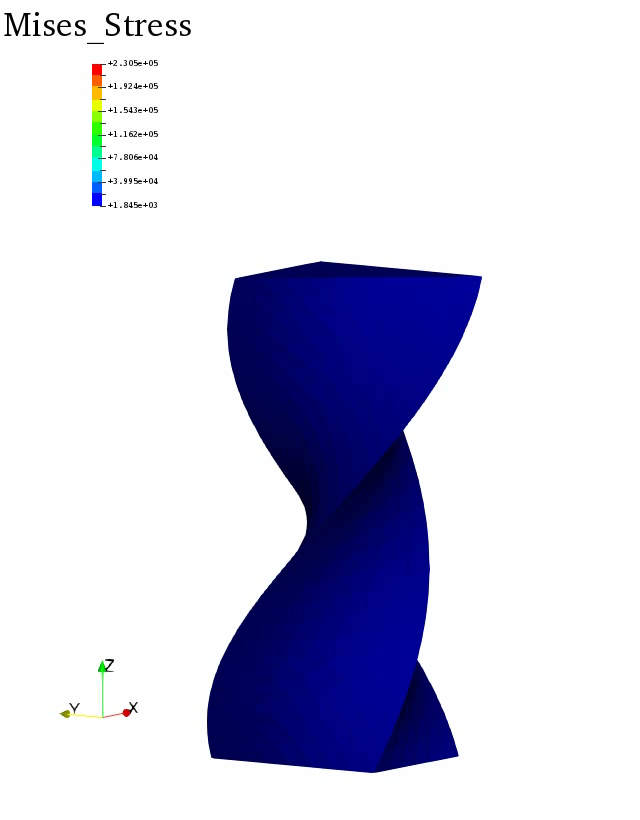 Mises_Stress
+2.305e+05
+1.924e+05
+1.543e+05
+1.162e+05
+7.806e+04
+3.995e+04
+1.845e+03
Z
Y
X